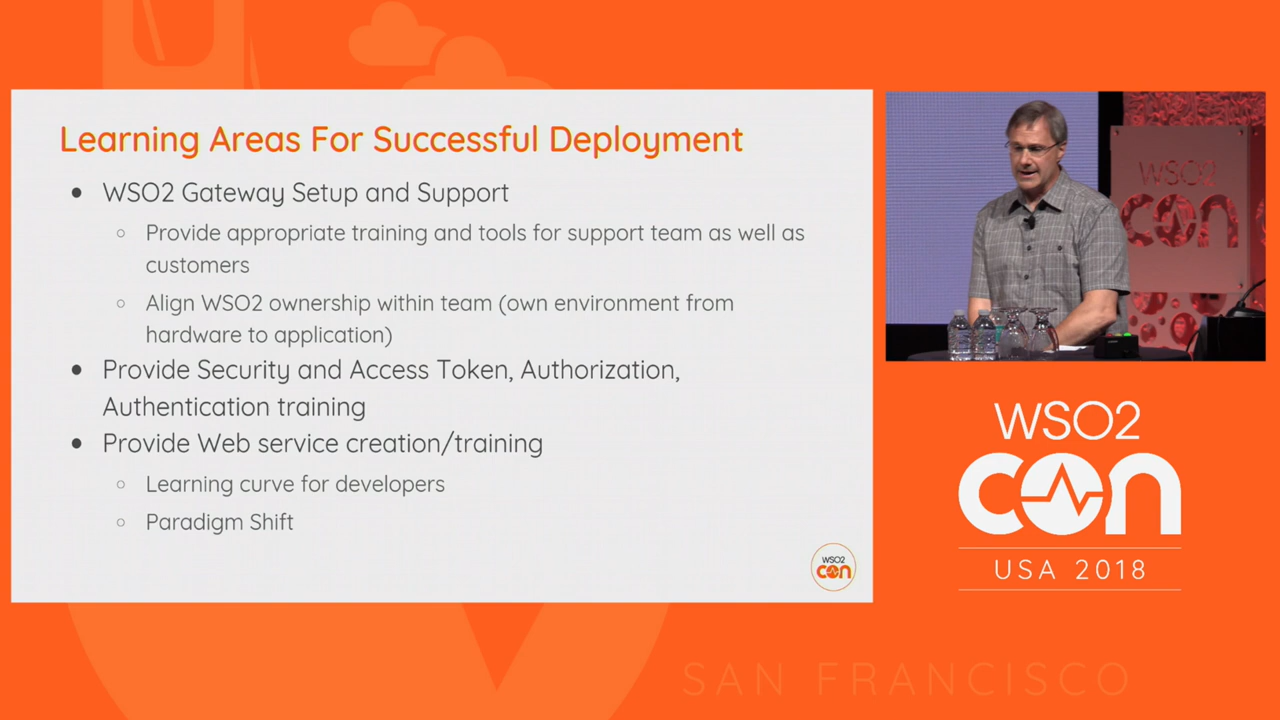 Learning Areas For Successful Deployment
● WSO2 Gateway Setup and Support
○ Provide appropriate training and tools for support team as well as
customers
○ Align WSO2 ownership within team (own environment from
hardware to application)
● Provide Security and Access Token, Authorization,
Authentication training
● Provide Web service creation/training
○ Learning curve for developers
○ Paradigm Shift
WSO2
con
WSO2
con
WSO2
con
USA 2018
SAN FRANCISCO